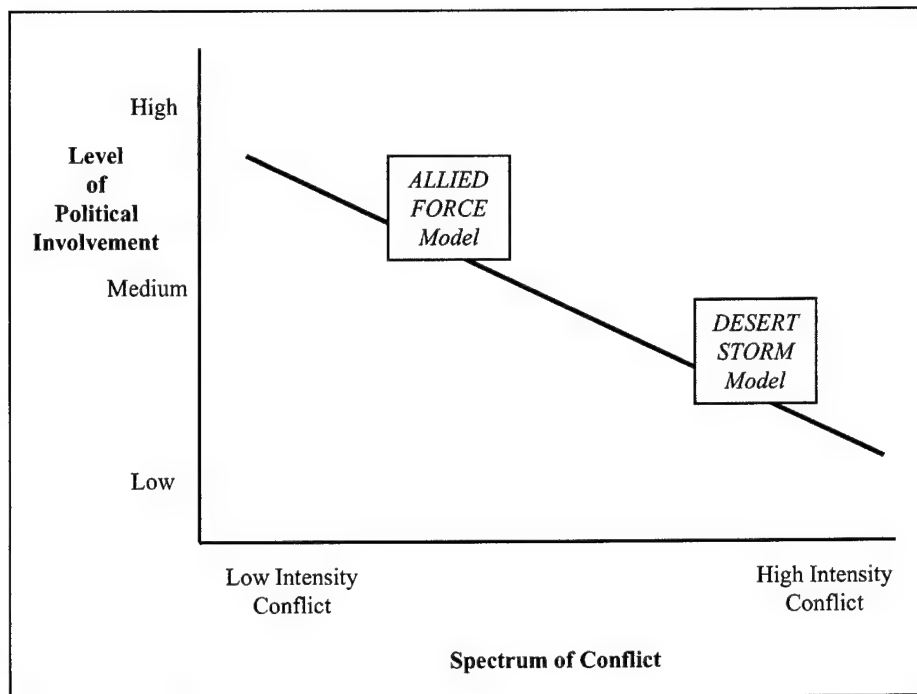 High
Level
of
Political
Involvement
Medium
Low
ALLIED
FORCE
Model
DESERT
STORM
Model
Low Intensity
Conflict
High Intensity
Conflict
Spectrum of Conflict